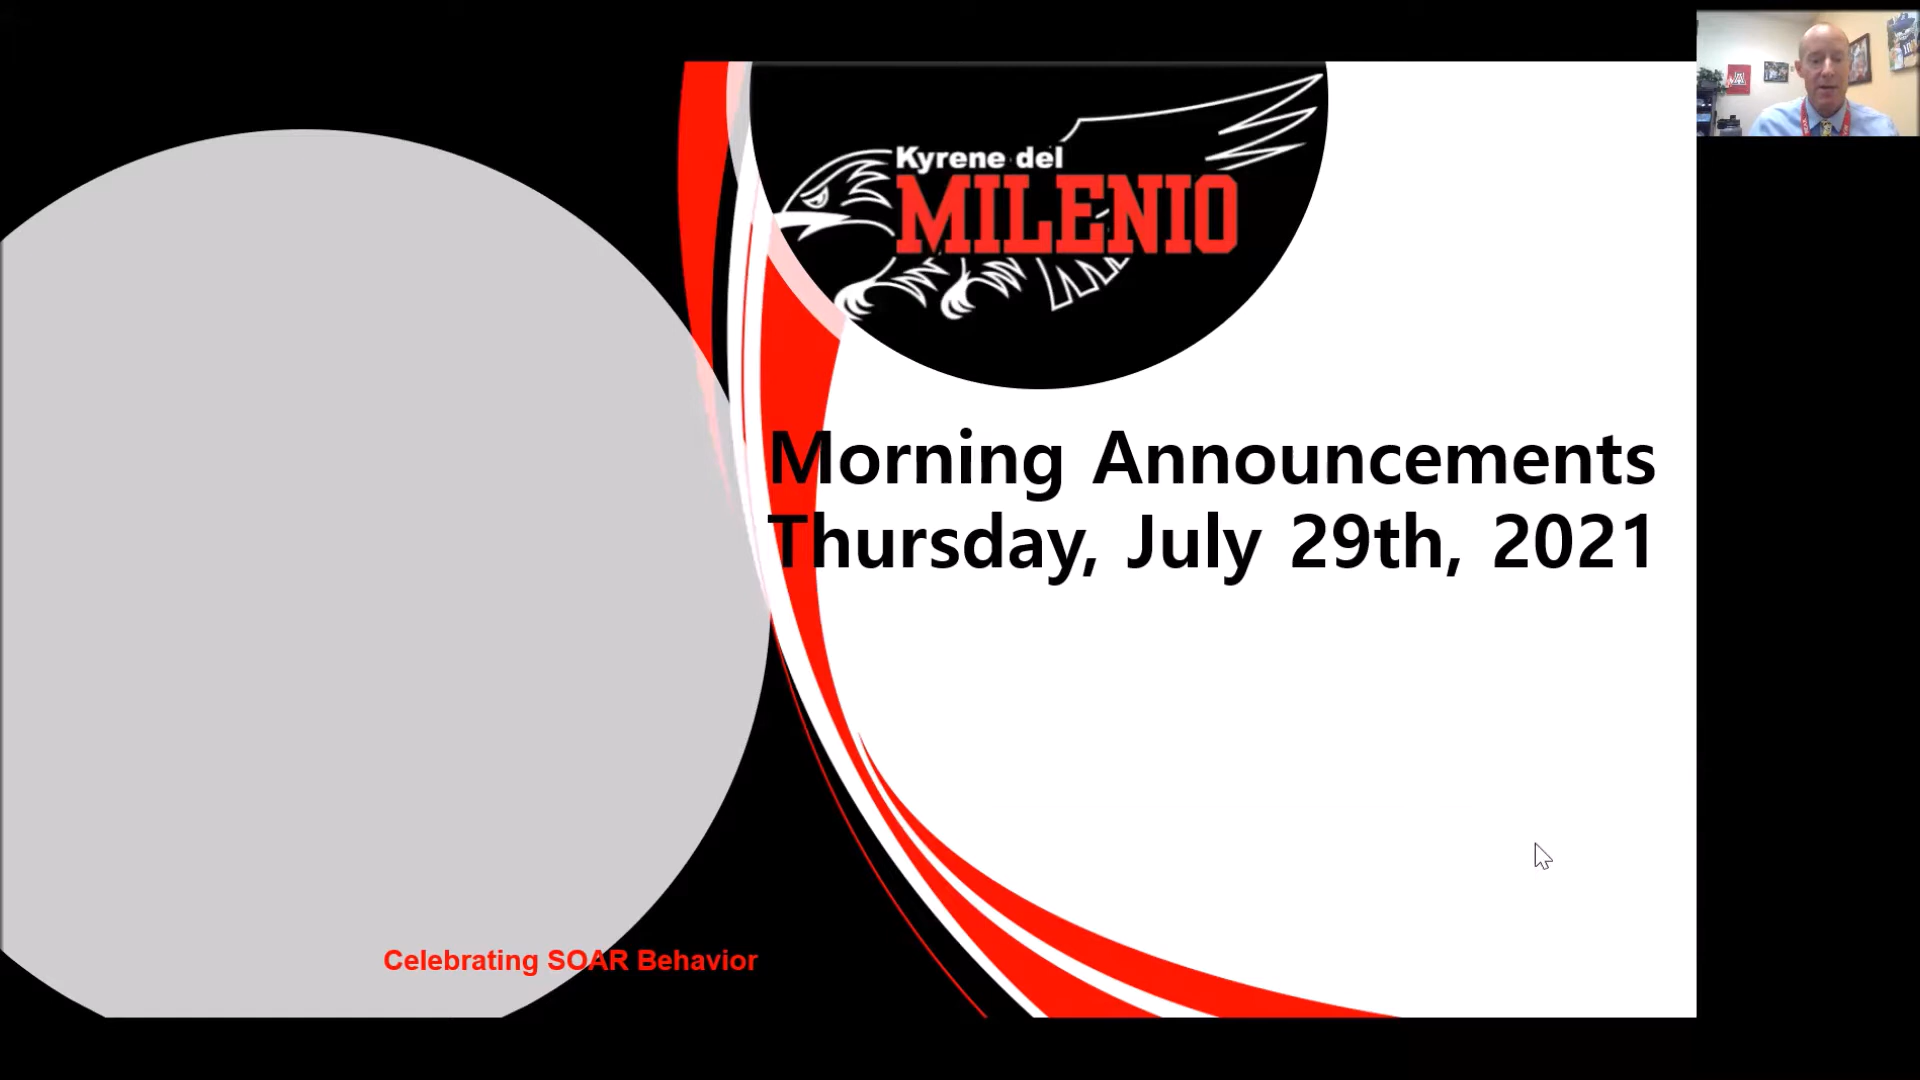 Kyrene del
MILENIO
Morning Announcements
Thursday, July 29th, 2021
Celebrating SOAR Behavior